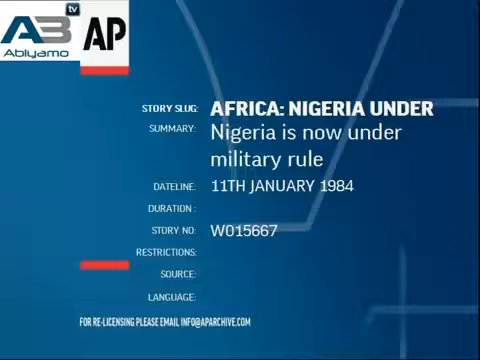 AB tv
Abiyamo
AP
STORY SLUG: AFRICA: NIGERIA UNDER
SUMMARY: Nigeria is now under
military rule
DATELINE: 11TH JANUARY 1984
DURATION :
STORY NO: W015667
RESTRICTIONS:
SOURCE:
LANGUAGE:
FOR RE-LICENSING PLEASE EMAIL INFO@APARCHIVE.COM